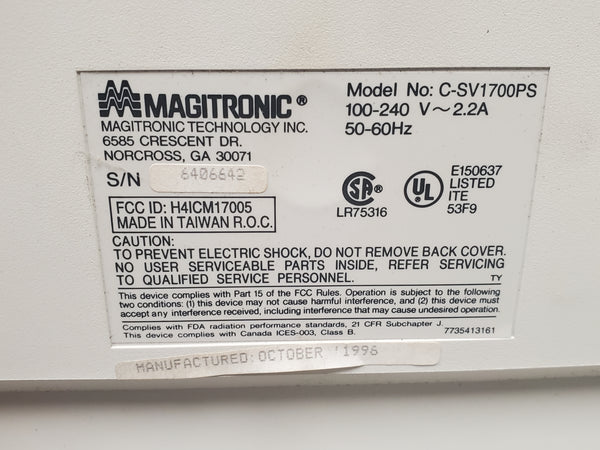 MAGITRONIC®
MAGITRONIC TECHNOLOGY INC.
6585 CRESCENT DR.
NORCROSS, GA 30071
S/N 6406642
FCC ID: H4ICM17005
MADE IN TAIWAN R.O.C.
Model No: C-SV1700PS
100-240 V~2.2A
50-60Hz
SA ®
LR75316
UL ®
E150637
LISTED
ITE
53F9
CAUTION:
TO PREVENT ELECTRIC SHOCK, DO NOT REMOVE BACK COVER.
NO USER SERVICEABLE PARTS INSIDE, REFER SERVICING
TO QUALIFIED SERVICE PERSONNEL. TY
This device complies with Part 15 of the FCC Rules. Operation is subject to the following
two conditions: (1) this device may not cause harmful interference, and (2) this device must
accept any interference received, including interference that may cause undesired operation.
Complies with FDA radiation performance standards, 21 CFR Subchapter J.
This device complies with Canada ICES-003, Class B. 7735413161
MANUFACTURED: OCTOBER '1996